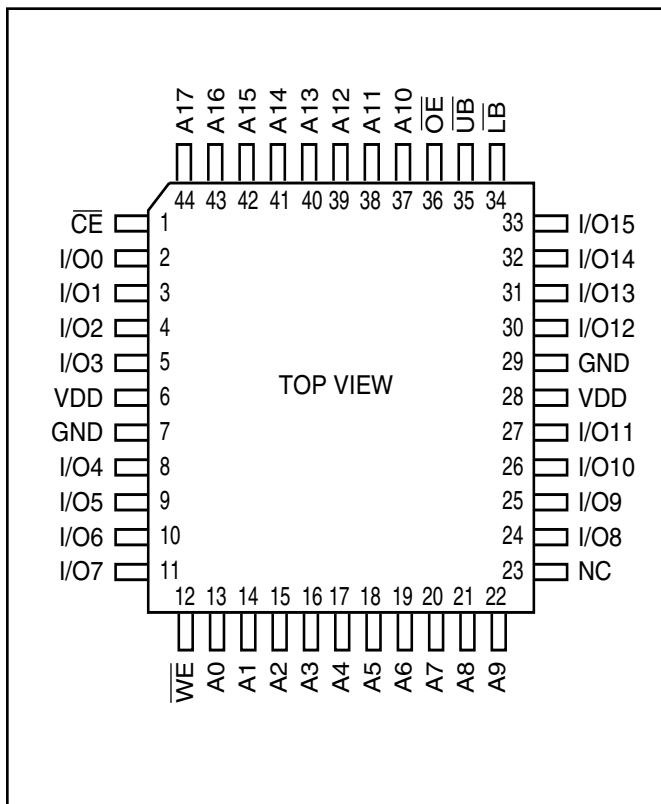 A17 A16 A15 A14 A13 A12 A11 A10 OE UB LB
44 43 42 41 40 39 38 37 36 35 34
CE 1 33 I/O15
I/O0 2 32 I/O14
I/O1 3 31 I/O13
I/O2 4 30 I/O12
I/O3 5 29 GND
TOP VIEW
VDD 6 28 VDD
GND 7 27 I/O11
I/O4 8 26 I/O10
I/O5 9 25 I/O9
I/O6 10 24 I/O8
I/O7 11 23 NC
12 13 14 15 16 17 18 19 20 21 22
WE A0 A1 A2 A3 A4 A5 A6 A7 A8 A9